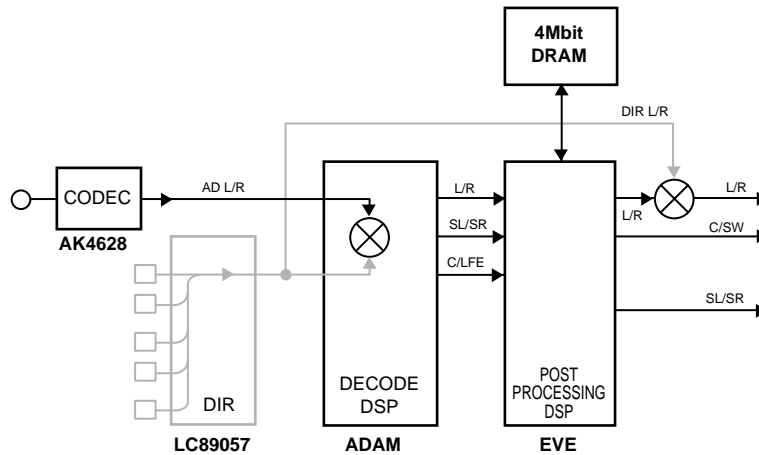 4Mbit
DRAM
DIR L/R
CODEC
AD L/R
L/R
L/R
L/R
AK4628
SL/SR
C/SW
C/LFE
SL/SR
DIR
DECODE
DSP
POST
PROCESSING
DSP
LC89057
ADAM
EVE